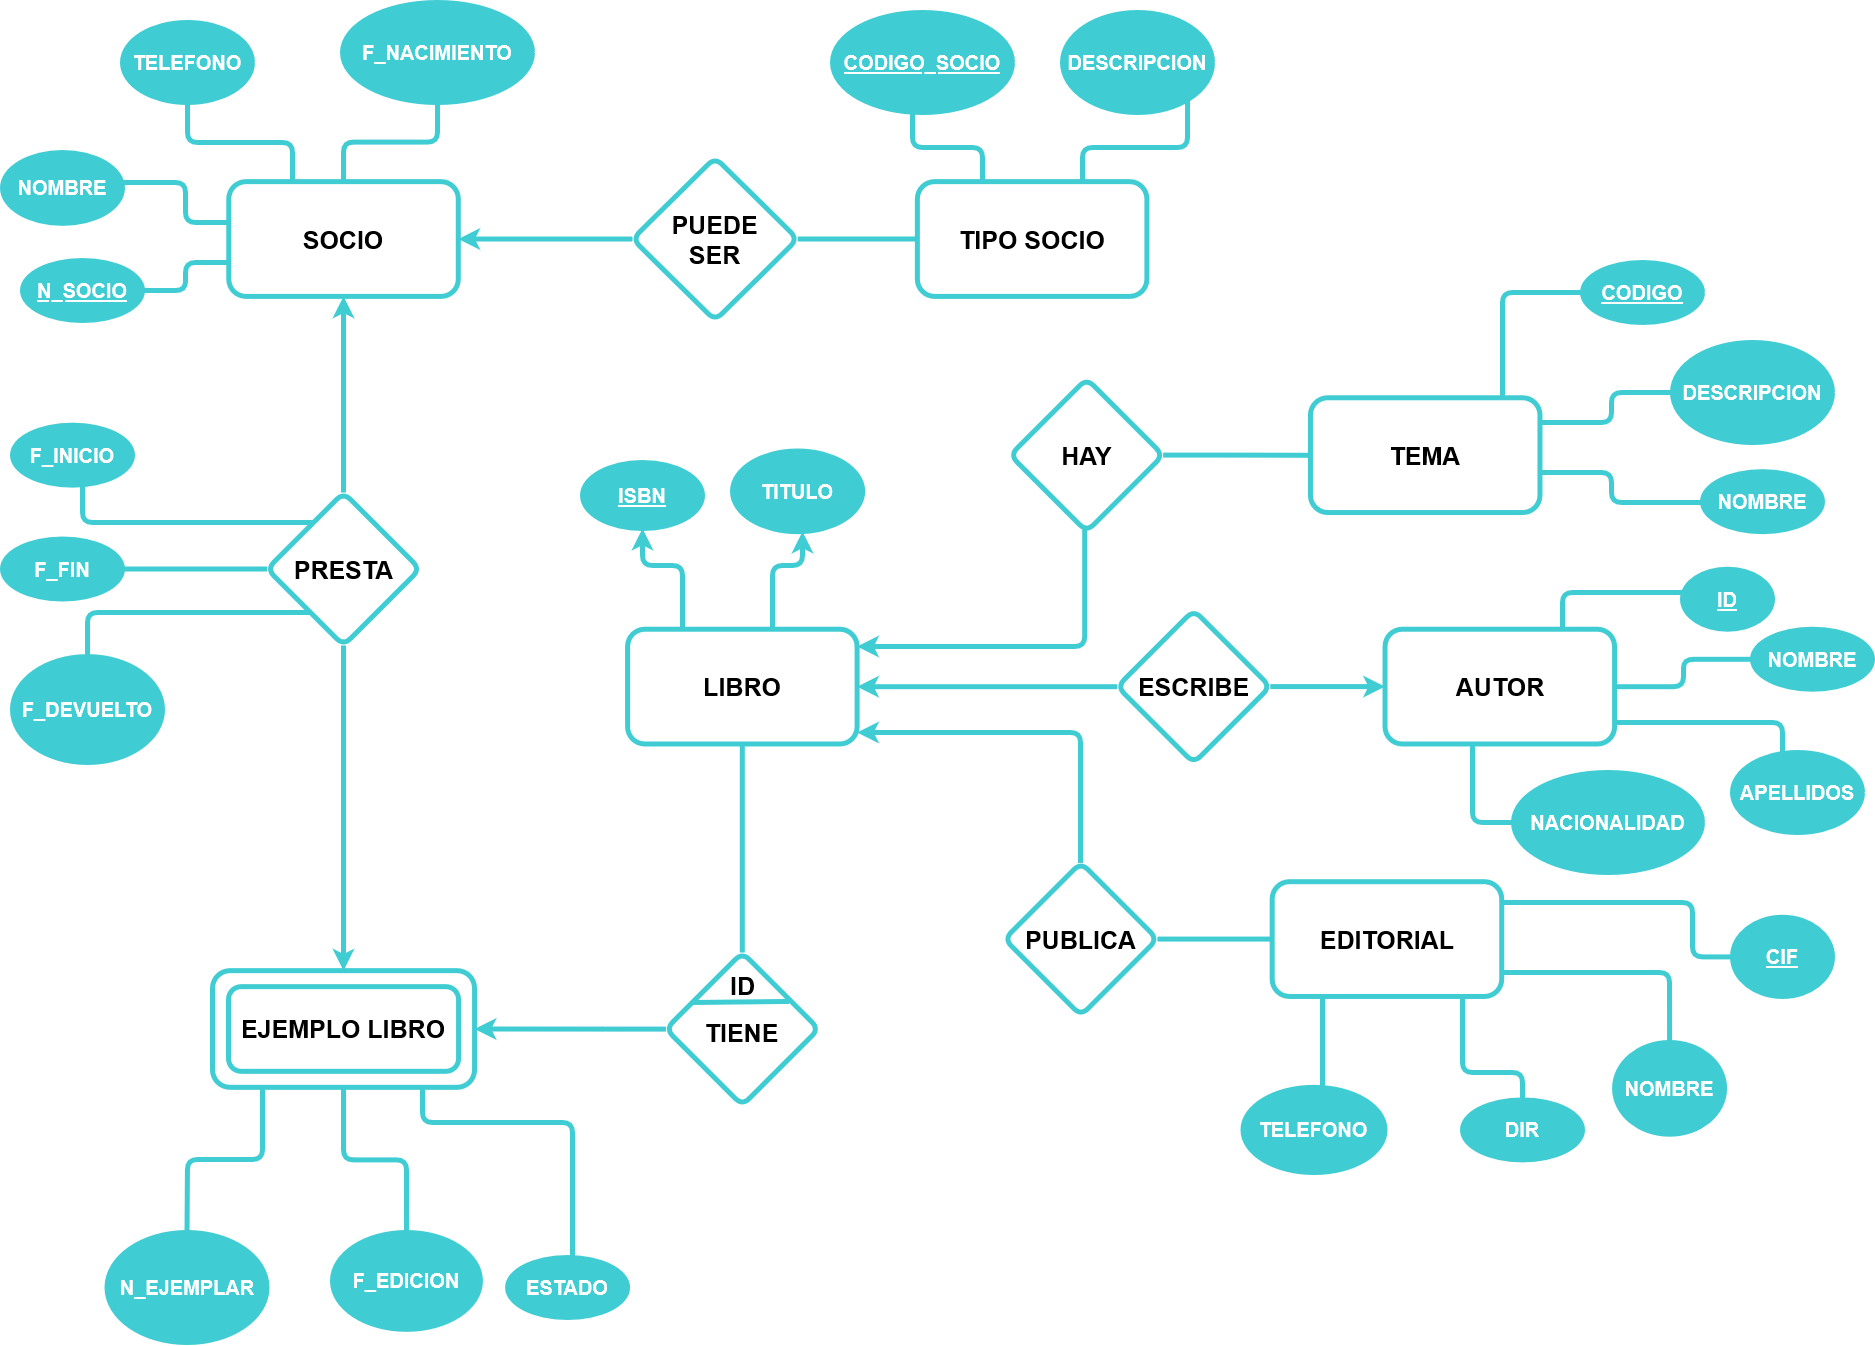 TELEFONO
F_NACIMIENTO
CODIGO_SOCIO
DESCRIPCION
NOMBRE
SOCIO
PUEDE
SER
TIPO SOCIO
N_SOCIO
CODIGO
DESCRIPCION
F_INICIO
HAY
TEMA
ISBN
TITULO
NOMBRE
F_FIN
PRESTA
ID
NOMBRE
F_DEVUELTO
LIBRO
ESCRIBE
AUTOR
APELLIDOS
NACIONALIDAD
PUBLICA
EDITORIAL
CIF
ID
TIENE
EJEMPLO LIBRO
NOMBRE
TELEFONO
DIR
N_EJEMPLAR
F_EDICION
ESTADO